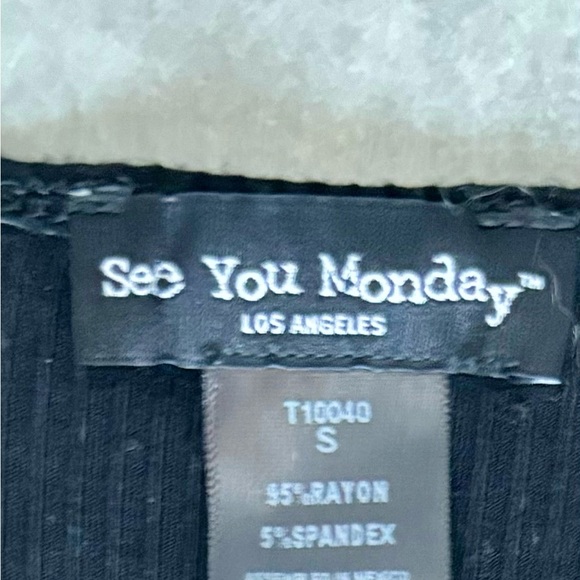 See You Monday™
LOS ANGELES
T10040
S
95%RAYON
5%SPANDEX